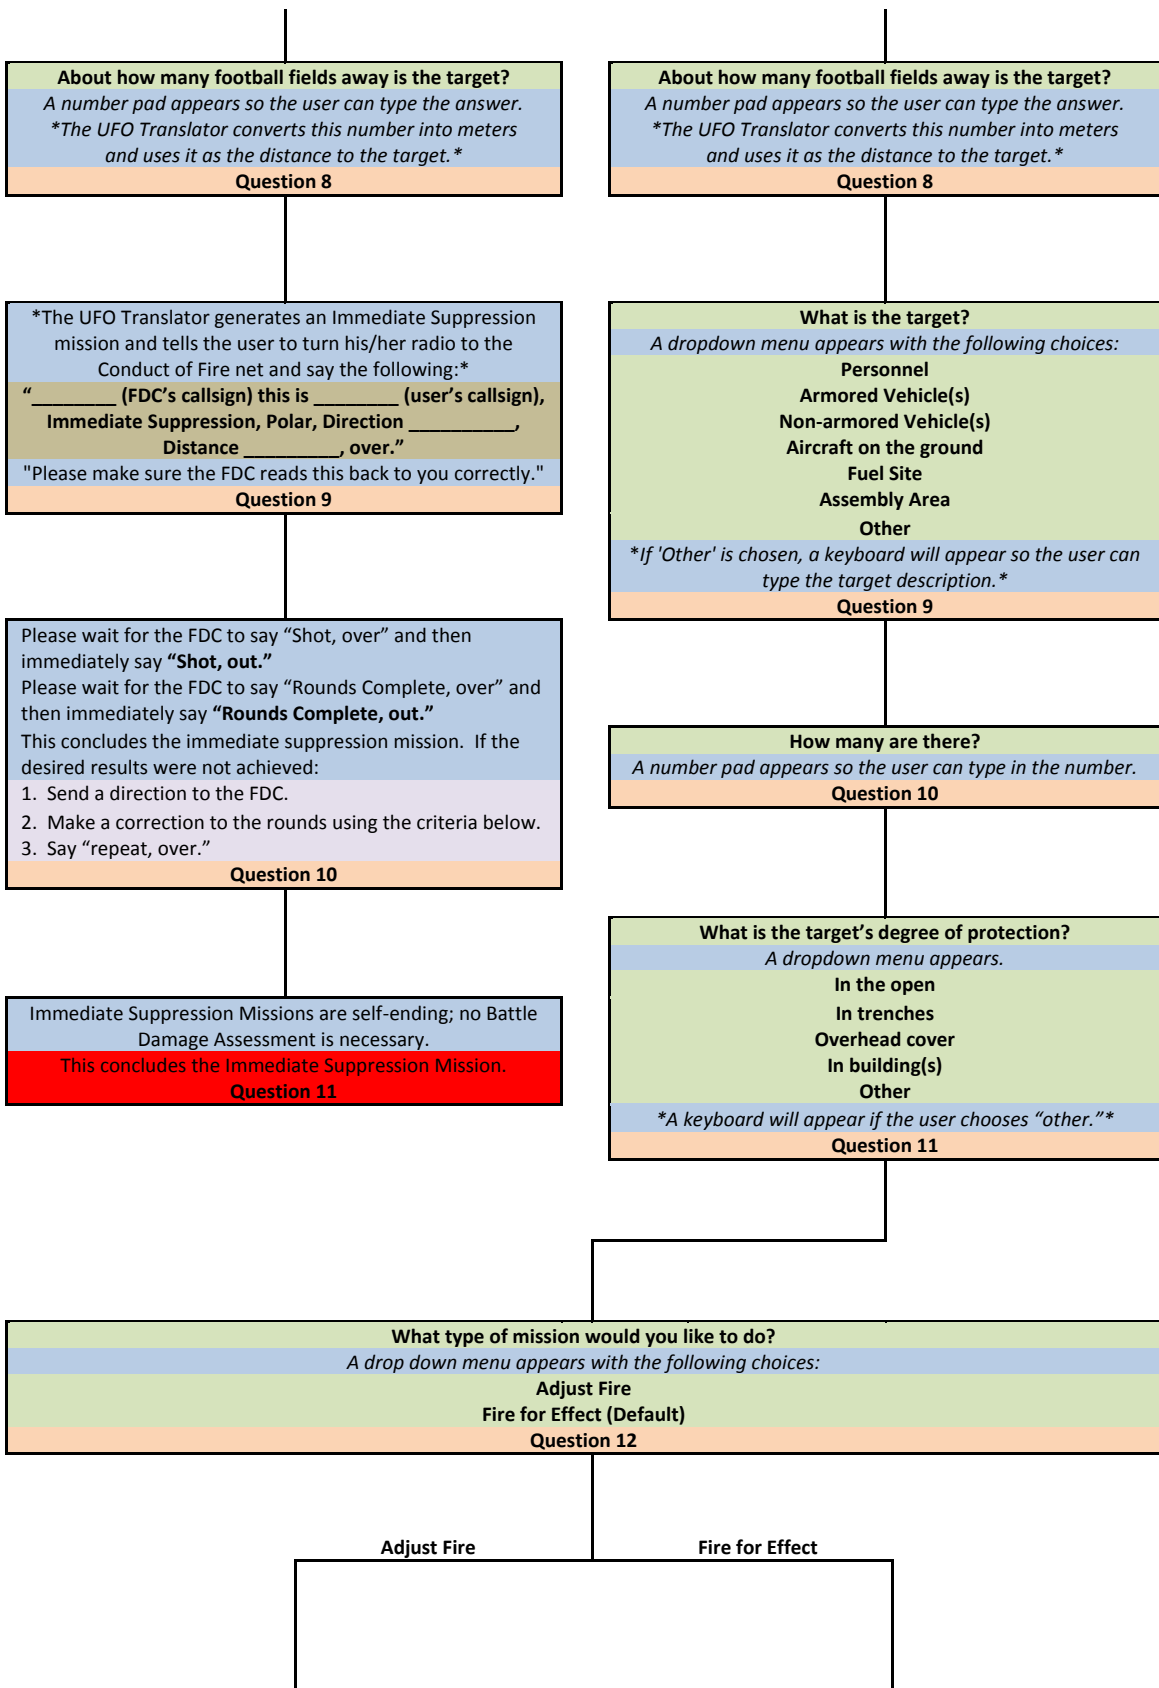 About how many football fields away is the target?
A number pad appears so the user can type the answer.
*The UFO Translator converts this number into meters
and uses it as the distance to the target.*
Question 8
*The UFO Translator generates an Immediate Suppression
mission and tells the user to turn his/her radio to the
Conduct of Fire net and say the following:*
“________ (FDC’s callsign) this is ________ (user’s callsign),
Immediate Suppression, Polar, Direction __________,
Distance _________, over.”
"Please make sure the FDC reads this back to you correctly."
Question 9
Please wait for the FDC to say “Shot, over” and then
immediately say “Shot, out.”
Please wait for the FDC to say “Rounds Complete, over” and
then immediately say “Rounds Complete, out.”
This concludes the immediate suppression mission.  If the
desired results were not achieved:
1.  Send a direction to the FDC.
2.  Make a correction to the rounds using the criteria below.
3.  Say “repeat, over.”
Question 10
Immediate Suppression Missions are self-ending; no Battle
Damage Assessment is necessary.
This concludes the Immediate Suppression Mission.
Question 11
About how many football fields away is the target?
A number pad appears so the user can type the answer.
*The UFO Translator converts this number into meters
and uses it as the distance to the target.*
Question 8
What is the target?
A dropdown menu appears with the following choices:
Personnel
Armored Vehicle(s)
Non-armored Vehicle(s)
Aircraft on the ground
Fuel Site
Assembly Area
Other
*If 'Other' is chosen, a keyboard will appear so the user can
type the target description.*
Question 9
How many are there?
A number pad appears so the user can type in the number.
Question 10
What is the target’s degree of protection?
A dropdown menu appears.
In the open
In trenches
Overhead cover
In building(s)
Other
*A keyboard will appear if the user chooses “other.”*
Question 11
What type of mission would you like to do?
A drop down menu appears with the following choices:
Adjust Fire
Fire for Effect (Default)
Question 12
Adjust Fire
Fire for Effect